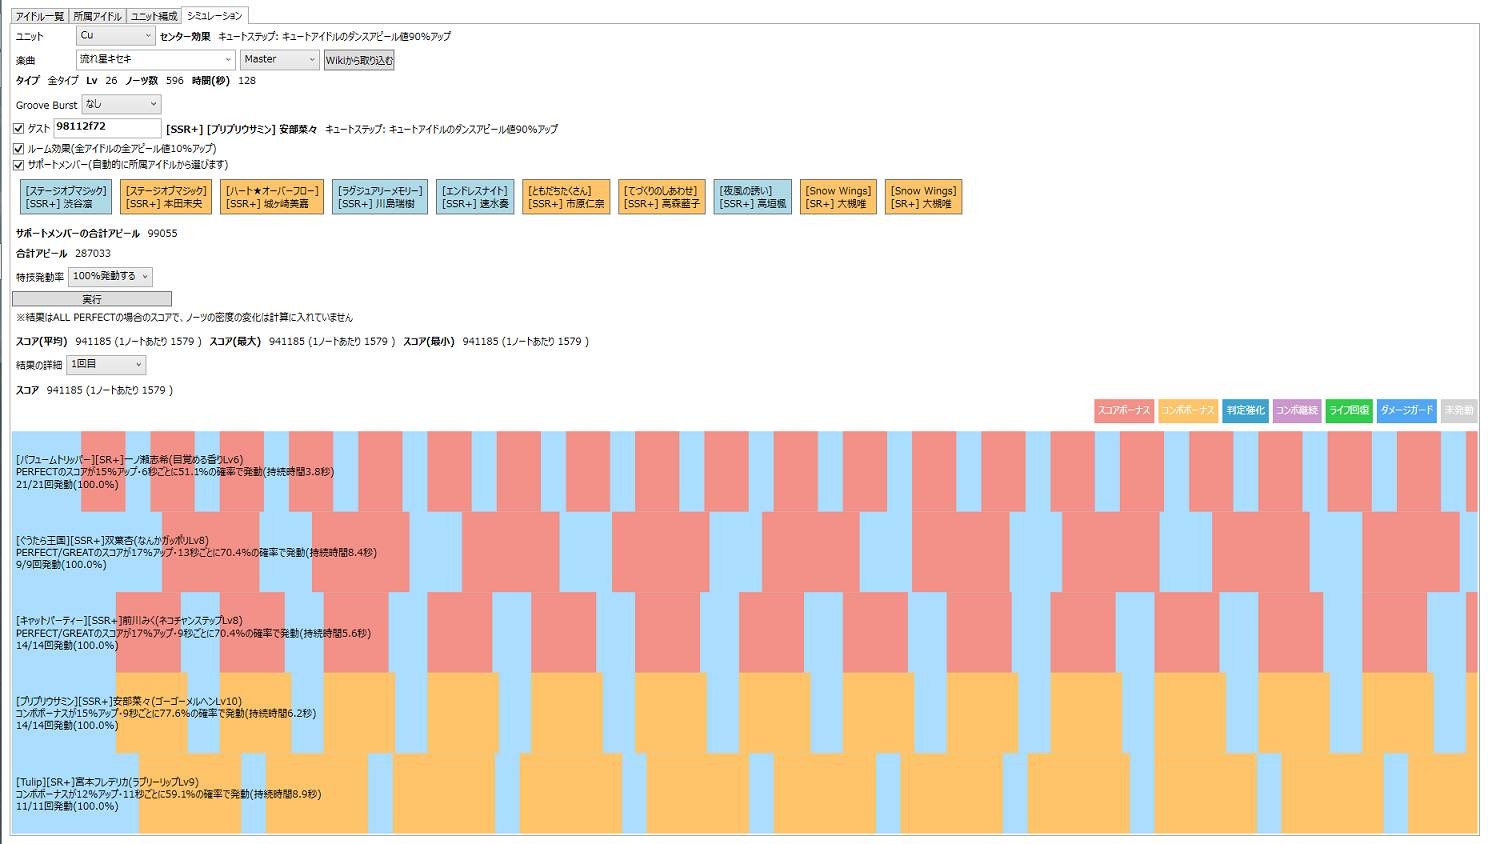 アイドル一覧 所属アイドル ユニット編成 シミュレーション
ユニット Cu センター効果 キュートステップ: キュートアイドルのダンスアピール値90%アップ
楽曲 流れ星キセキ Master Wikiから取り込む
タイプ 全タイプ Lv 26 ノーツ数 596 時間(秒) 128
Groove Burst なし
ゲスト 98112f72 [SSR+] [プリプリウサミン] 安部菜々 キュートステップ: キュートアイドルのダンスアピール値90%アップ
ルーム効果(全アイドルの全アピール値10%アップ)
サポートメンバー(自動的に所属アイドルから選びます)
[ステージオブマジック] [ステージオブマジック] [ハート★オーバーフロー] [ラグジュアリーメモリー] [エンドレスナイト] [ともだちたくさん] [てづくりのしあわせ] [夜風の誘い] [Snow Wings] [Snow Wings]
[SSR+] 渋谷凛 [SSR+] 本田未央 [SSR+] 城ヶ崎美嘉 [SSR+] 川島瑞樹 [SSR+] 速水奏 [SSR+] 市原仁奈 [SSR+] 高森藍子 [SSR+] 高垣楓 [SR+] 大槻唯 [SR+] 大槻唯
サポートメンバーの合計アピール 99055
合計アピール 287033
特技発動率 100%発動する
実行
※結果はALL PERFECTの場合のスコアで、ノーツの密度の変化は計算に入れていません
スコア(平均) 941185 (1ノートあたり 1579 ) スコア(最大) 941185 (1ノートあたり 1579 ) スコア(最小) 941185 (1ノートあたり 1579 )
結果の詳細 1回目
スコア 941185 (1ノートあたり 1579 )
スコアボーナス コンボボーナス 判定強化 コンボ継続 ライフ回復 ダメージガード 未発動
[パフュームトリッパー][SR+]一ノ瀬志希(目覚める香りLv6)
PERFECTのスコアが15%アップ・6秒ごとに51.1%の確率で発動(持続時間3.8秒)
21/21回発動(100.0%)
[ぐうたら王国][SSR+]双葉杏(なんかガッポリLv8)
PERFECT/GREATのスコアが17%アップ・13秒ごとに70.4%の確率で発動(持続時間8.4秒)
9/9回発動(100.0%)
[キャットパーティー][SSR+]前川みく(ネコチャンステップLv8)
PERFECT/GREATのスコアが17%アップ・9秒ごとに70.4%の確率で発動(持続時間5.6秒)
14/14回発動(100.0%)
[プリプリウサミン][SSR+]安部菜々(ゴーゴーメルヘンLv10)
コンボボーナスが15%アップ・9秒ごとに77.6%の確率で発動(持続時間6.2秒)
14/14回発動(100.0%)
[Tulip][SR+]宮本フレデリカ(ラブリーリップLv9)
コンボボーナスが12%アップ・11秒ごとに59.1%の確率で発動(持続時間8.9秒)
11/11回発動(100.0%)